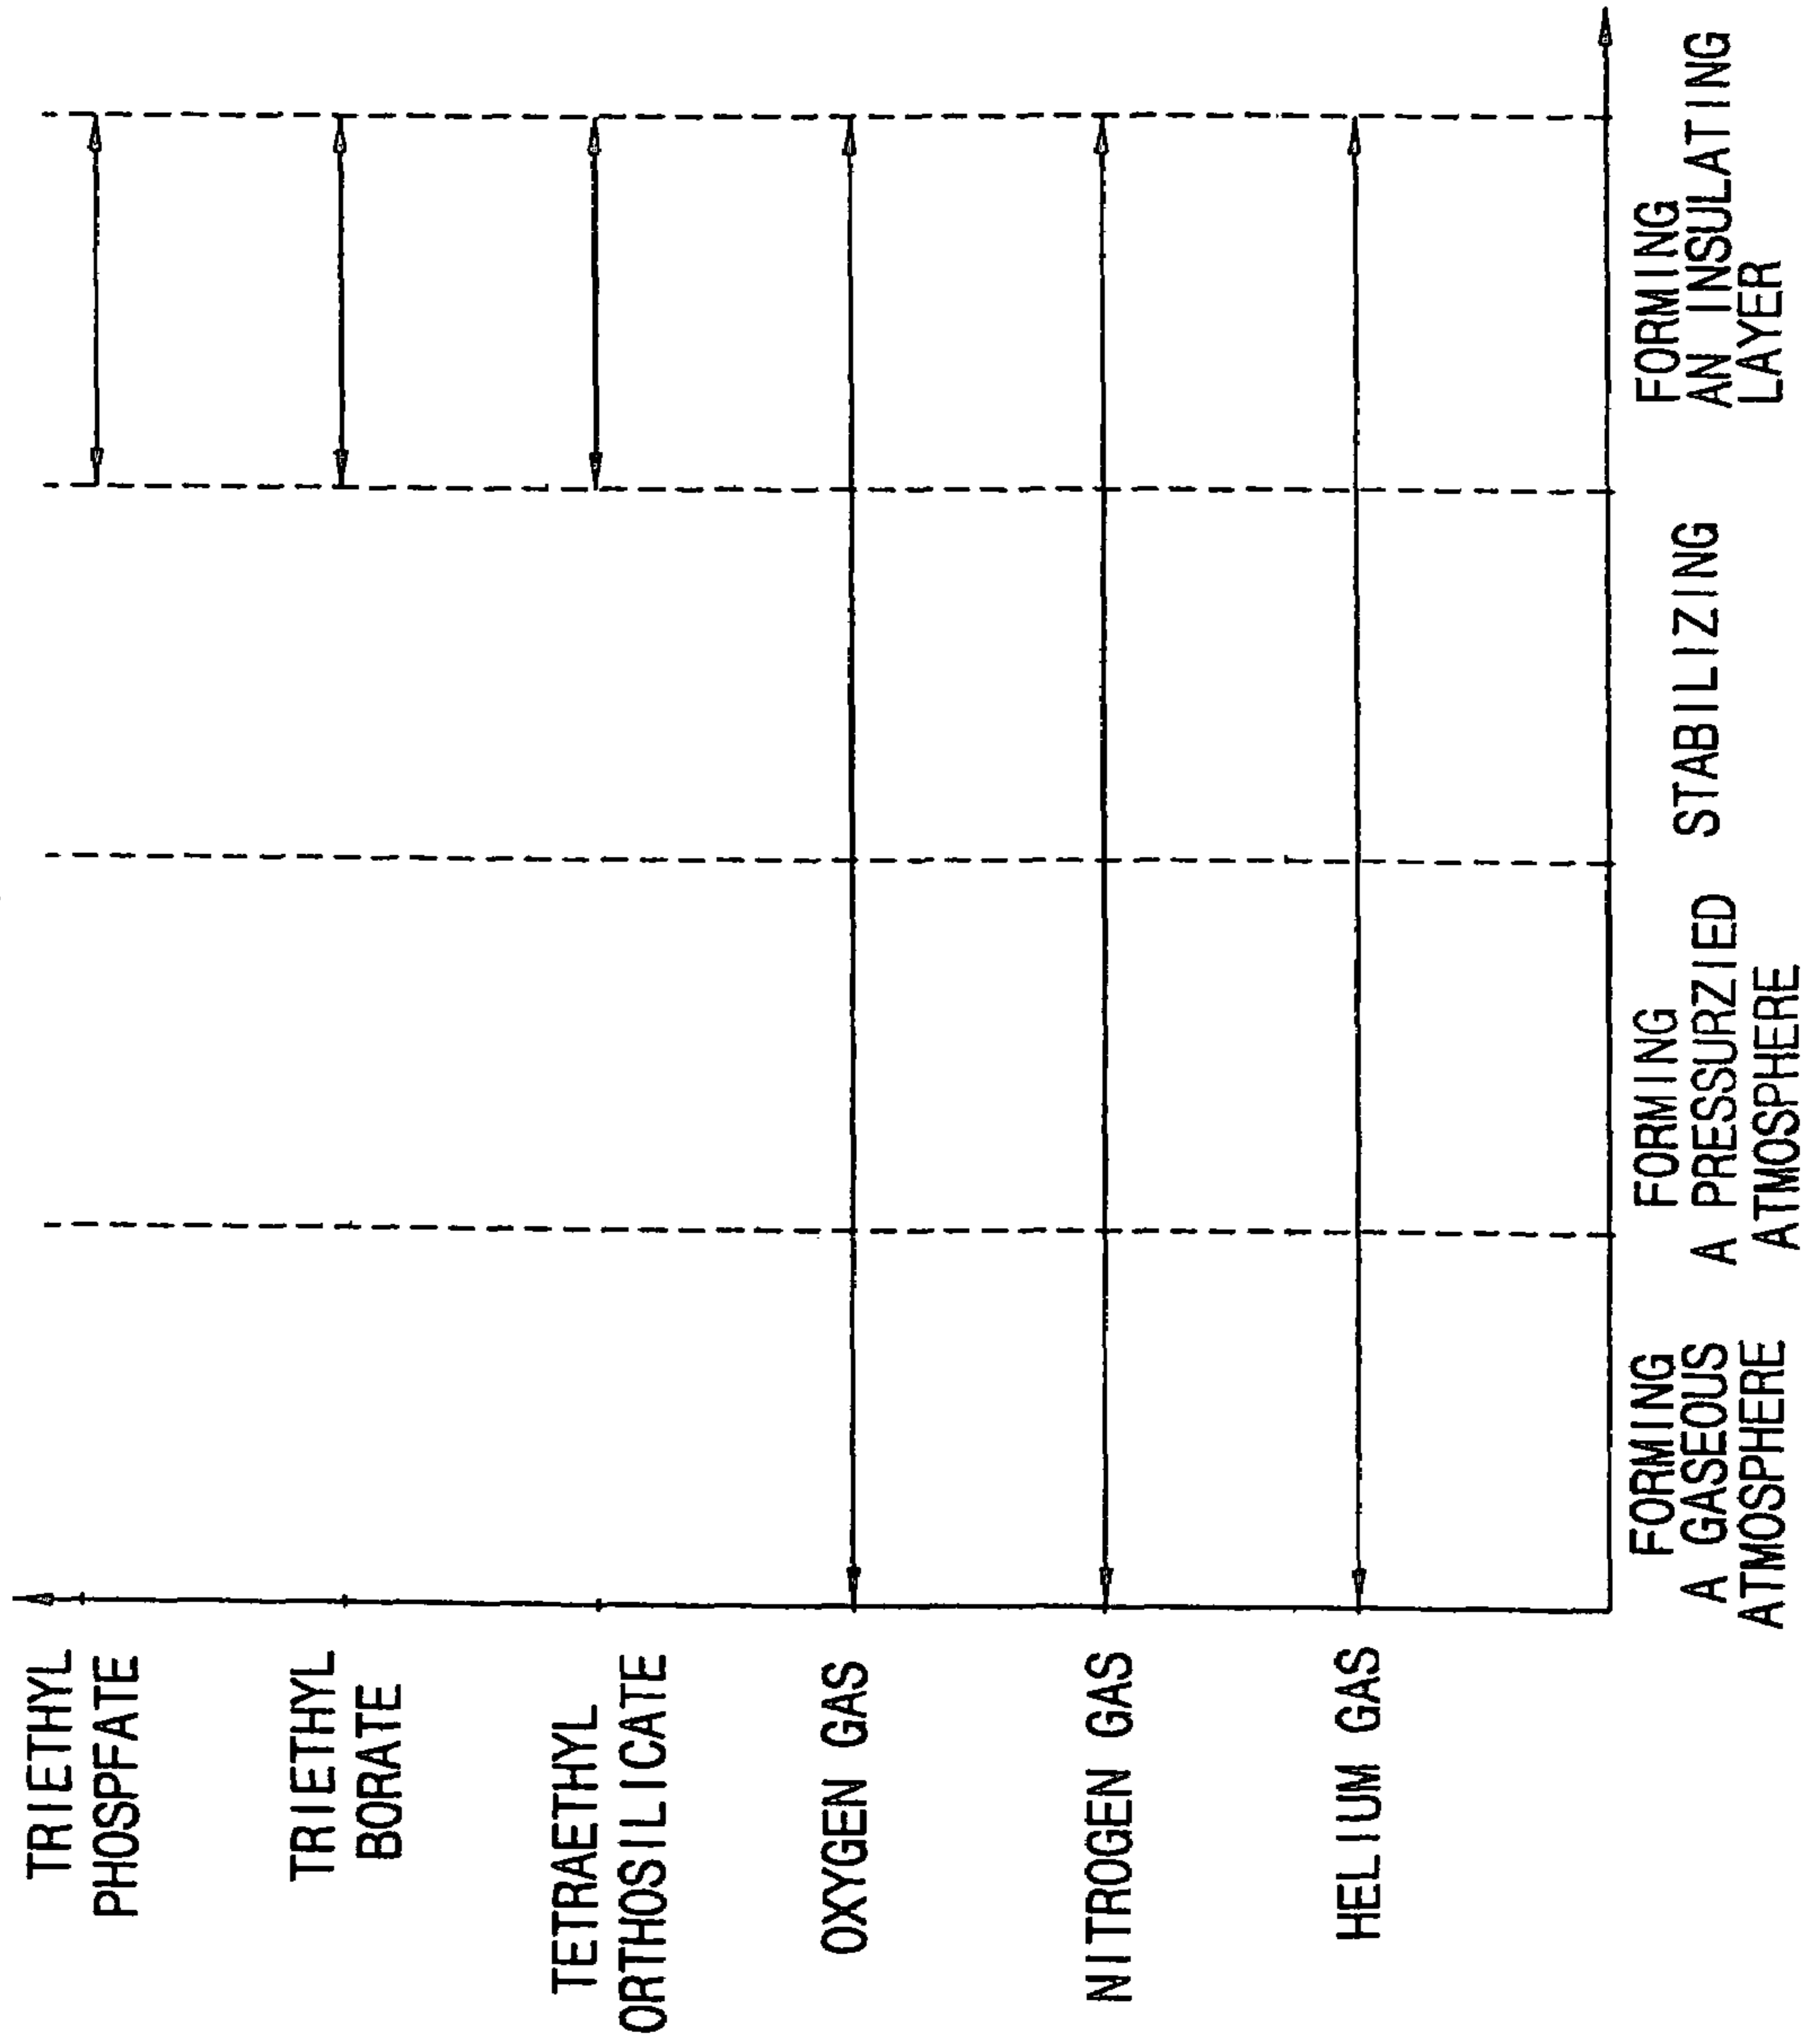 TRIETHYL
PHOSPFATE
TRIETHYL
BORATE
TETRAETHYL
ORTHOSILICATE
OXYGEN GAS
NITROGEN GAS
HELIUM GAS
FORMING
A GASEOUS
ATMOSPHERE
FORMING
A PRESSURZIED
ATMOSPHERE
STABILIZING
FORMING
AN INSULATING
LAYER